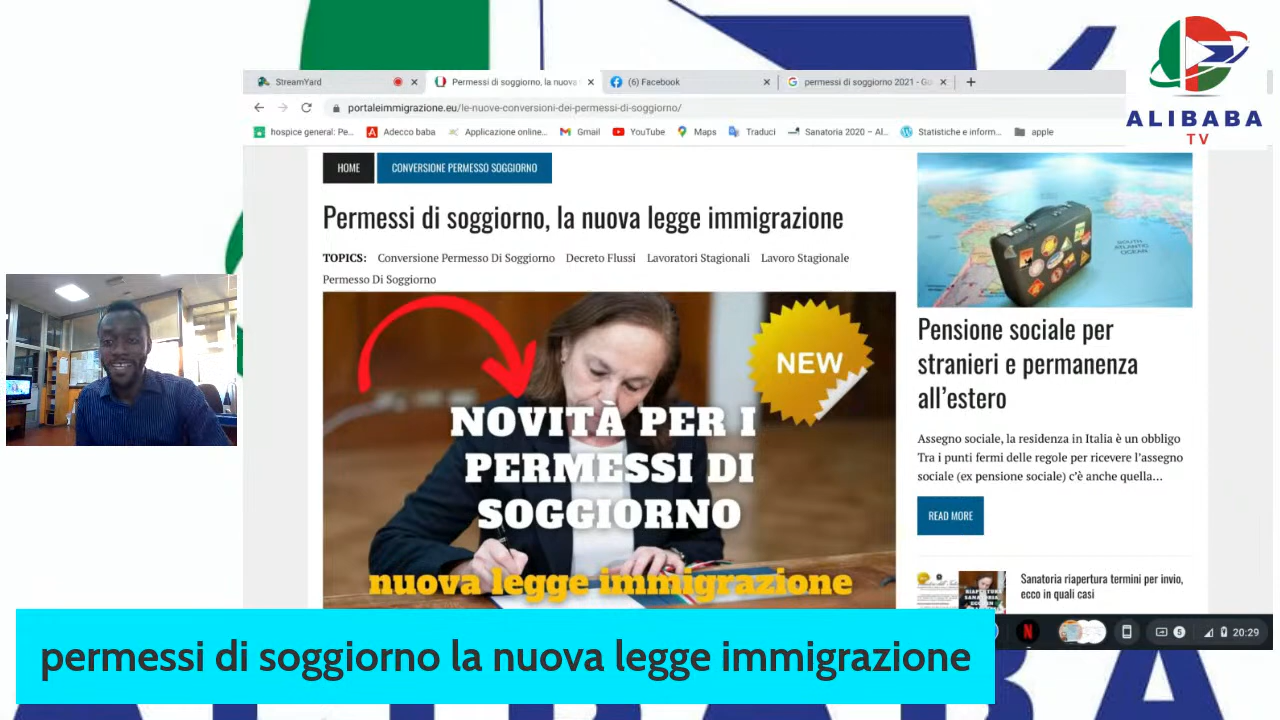 StreamYard
Permessi di soggiorno, la nuova
(6) Facebook
permessi di soggiorno 2021 - Go
portaleimmigrazione.eu/le-nuove-conversioni-dei-permessi-di-soggiorno/
hospice general: Pe...
Adecco baba
Applicazione online...
Gmail
YouTube
Maps
Traduci
Sanatoria 2020 – Al...
Statistiche e inform...
apple
ALIBABA
TV
HOME
CONVERSIONE PERMESSO SOGGIORNO
Permessi di soggiorno, la nuova legge immigrazione
TOPICS: Conversione Permesso Di Soggiorno Decreto Flussi Lavoratori Stagionali Lavoro Stagionale
Permesso Di Soggiorno
NEW
NOVITÀ PER I
PERMESSI DI
SOGGIORNO
nuova legge immigrazione
SOUTH
ATLANTIC
OCEAN
Pensione sociale per
stranieri e permanenza
all'estero
Assegno sociale, la residenza in Italia è un obbligo
Tra i punti fermi delle regole per ricevere l'assegno
sociale (ex pensione sociale) c'è anche quella...
READ MORE
Sanatoria riapertura termini per invio,
ecco in quali casi
N
5
20:29
permessi di soggiorno la nuova legge immigrazione